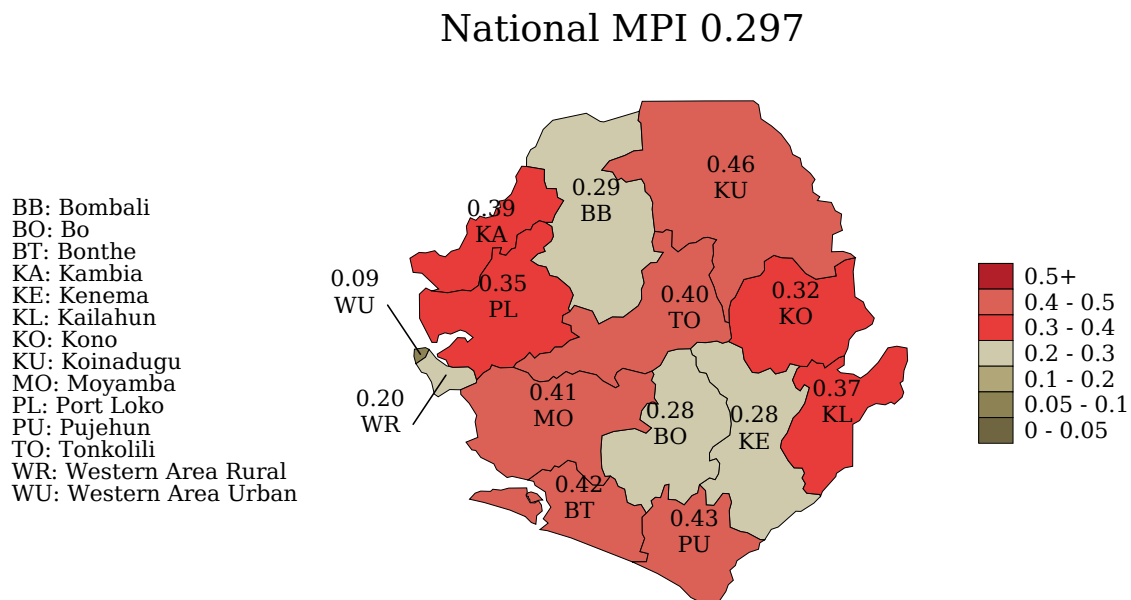 National MPI 0.297
BB: Bombali
BO: Bo
BT: Bonthe
KA: Kambia
KE: Kenema
KL: Kailahun
KO: Kono
KU: Koinadugu
MO: Moyamba
PL: Port Loko
PU: Pujehun
TO: Tonkolili
WR: Western Area Rural
WU: Western Area Urban
0.46
KU
0.29
BB
0.39
KA
0.35
PL
0.09
WU
0.40
TO
0.32
KO
0.20
WR
0.41
MO
0.28
BO
0.28
KE
0.37
KL
0.42
BT
0.43
PU
0.5+
0.4 - 0.5
0.3 - 0.4
0.2 - 0.3
0.1 - 0.2
0.05 - 0.1
0 - 0.05